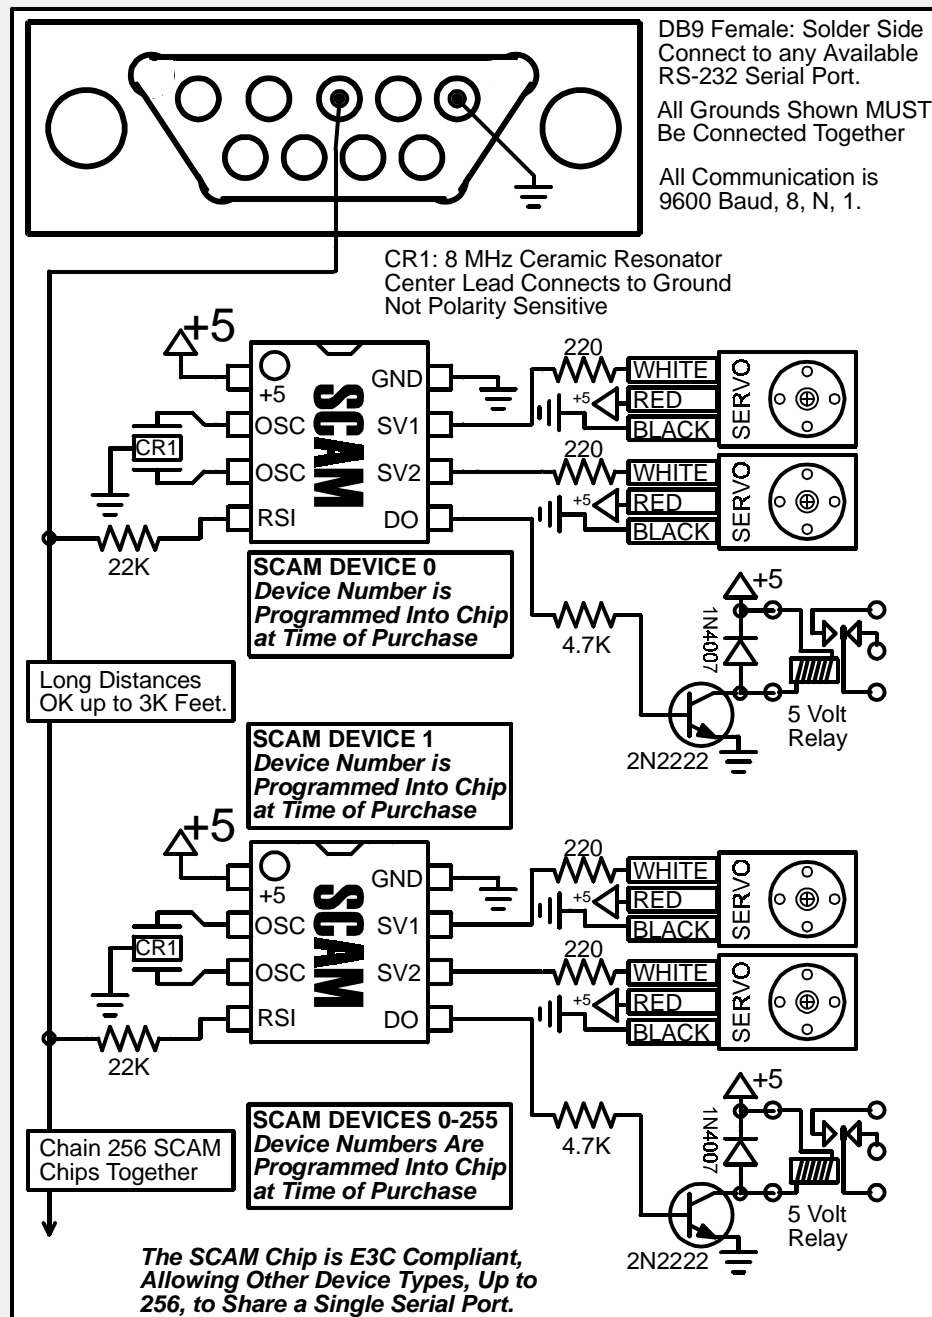 DB9 Female: Solder Side
Connect to any Available
RS-232 Serial Port.
All Grounds Shown MUST
Be Connected Together
All Communication is
9600 Baud, 8, N, 1.
CR1: 8 MHz Ceramic Resonator
Center Lead Connects to Ground
Not Polarity Sensitive
+5
+5
OSC
OSC
RSI
SCAM
GND
SV1
SV2
DO
CR1
22K
220
WHITE
+5
RED
BLACK
SERVO
220
WHITE
+5
RED
BLACK
SERVO
SCAM DEVICE 0
Device Number is
Programmed Into Chip
at Time of Purchase
4.7K
+5
1N4007
2N2222
5 Volt
Relay
Long Distances
OK up to 3K Feet.
SCAM DEVICE 1
Device Number is
Programmed Into Chip
at Time of Purchase
+5
+5
OSC
OSC
RSI
SCAM
GND
SV1
SV2
DO
CR1
22K
220
WHITE
+5
RED
BLACK
SERVO
220
WHITE
+5
RED
BLACK
SERVO
SCAM DEVICES 0-255
Device Numbers Are
Programmed Into Chip
at Time of Purchase
4.7K
+5
1N4007
2N2222
5 Volt
Relay
Chain 256 SCAM
Chips Together
The SCAM Chip is E3C Compliant,
Allowing Other Device Types, Up to
256, to Share a Single Serial Port.